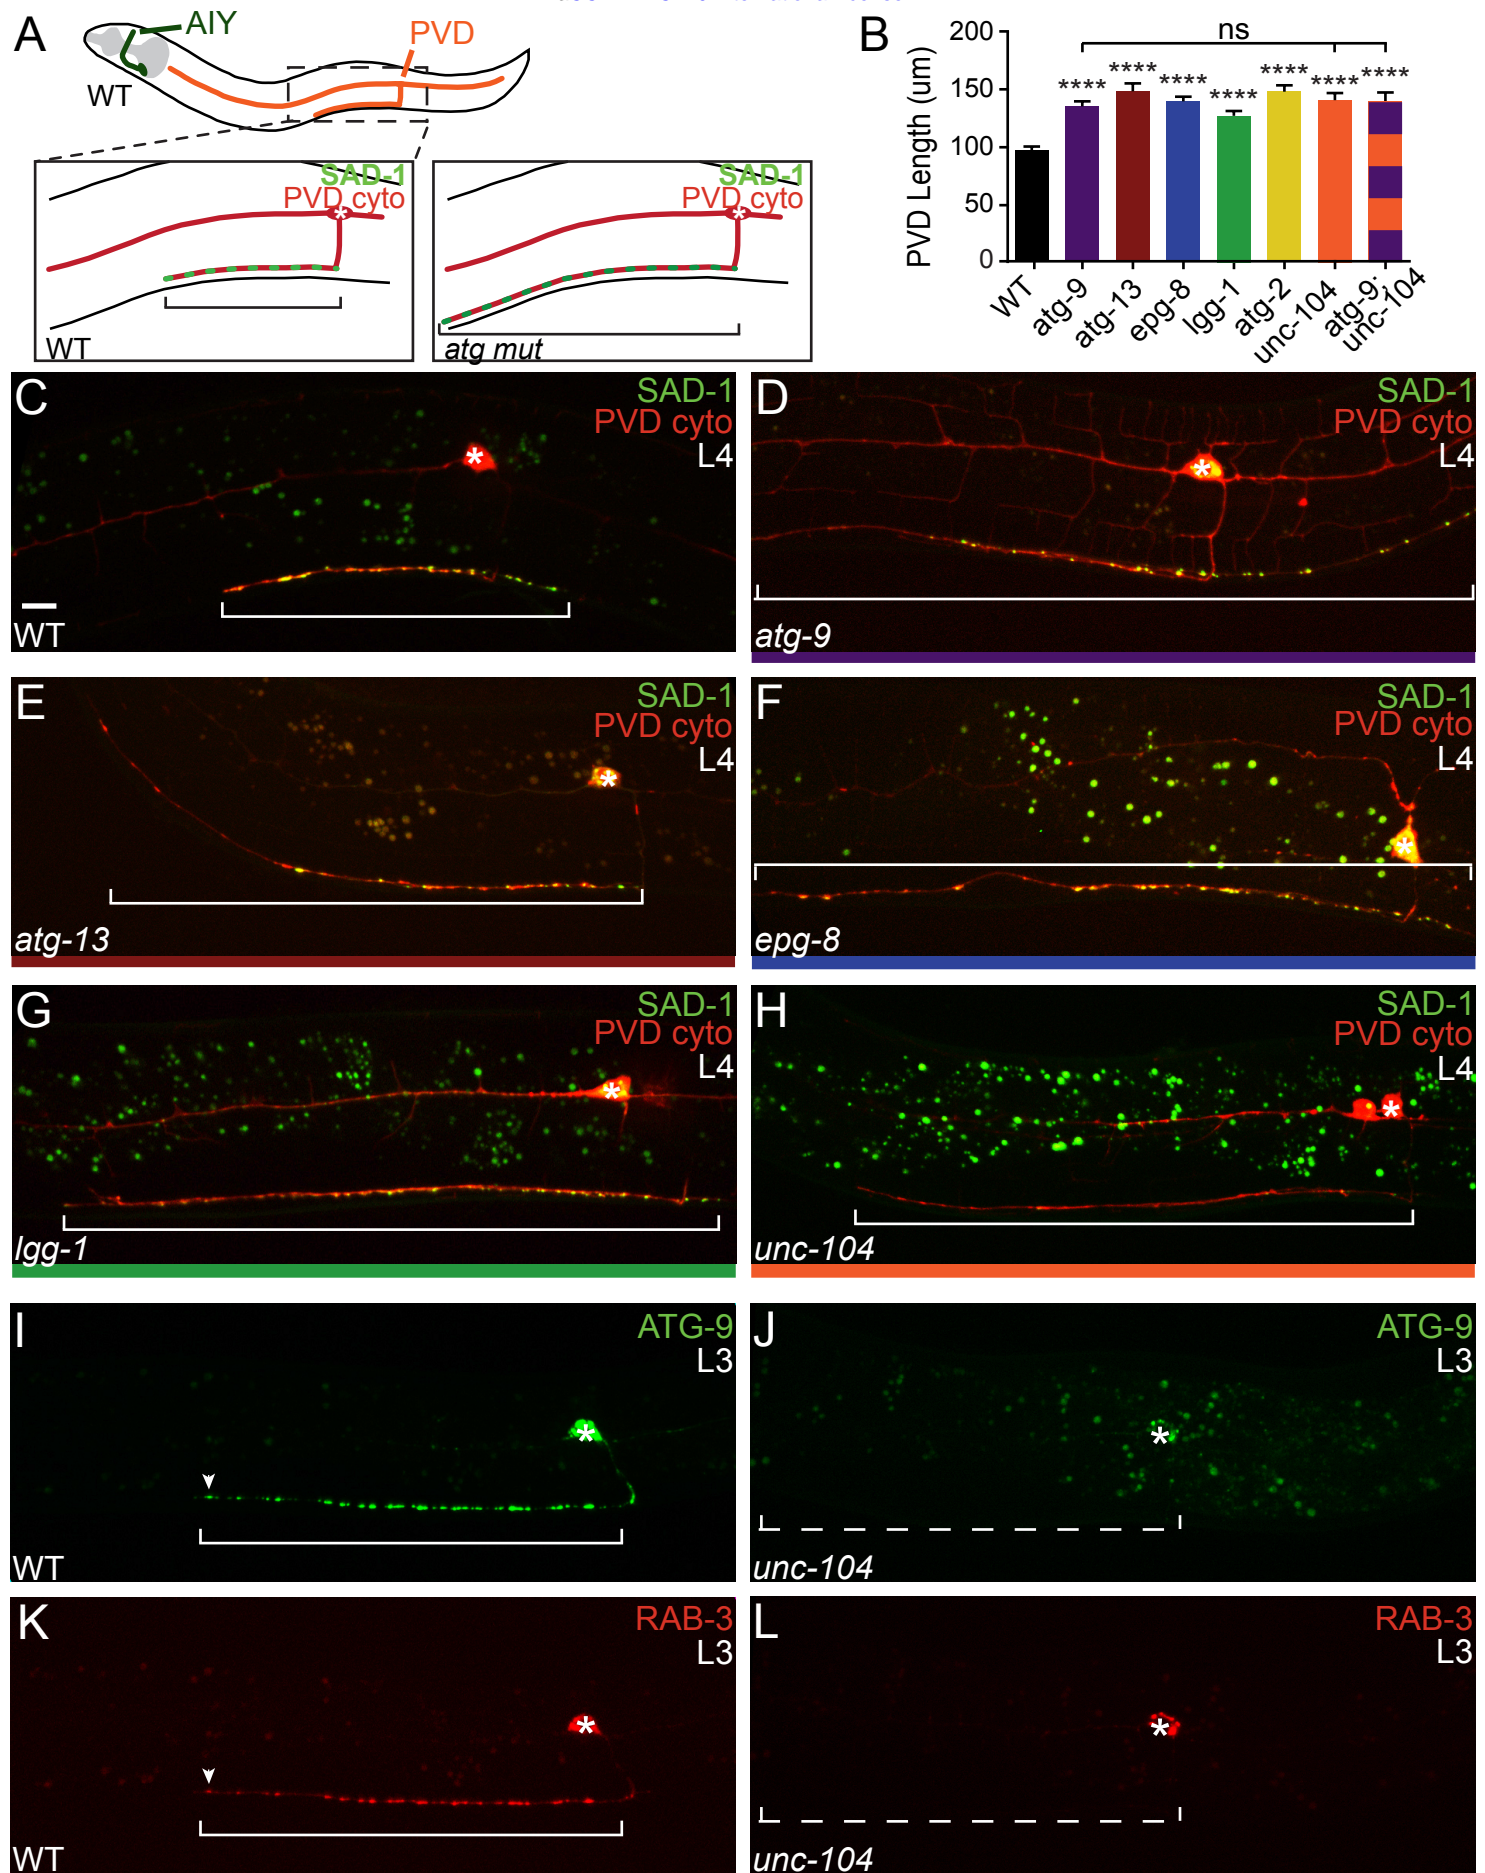 A
AIY
PVD
WT
SAD-1
PVD cyto
*
WT
SAD-1
PVD cyto
*
atg mut
B
PVD Length (um)
200
150
100
50
0
ns
****
****
****
****
****
****
****
WT
atg-9
atg-13
epg-8
lgg-1
atg-2
unc-104
atg-9;
unc-104
C
SAD-1
PVD cyto
L4
*
WT
D
SAD-1
PVD cyto
L4
*
atg-9
E
SAD-1
PVD cyto
L4
*
atg-13
F
SAD-1
PVD cyto
L4
*
epg-8
G
SAD-1
PVD cyto
L4
*
lgg-1
H
SAD-1
PVD cyto
L4
*
unc-104
I
ATG-9
L3
*
WT
J
ATG-9
L3
*
unc-104
K
RAB-3
L3
*
WT
L
RAB-3
L3
*
unc-104